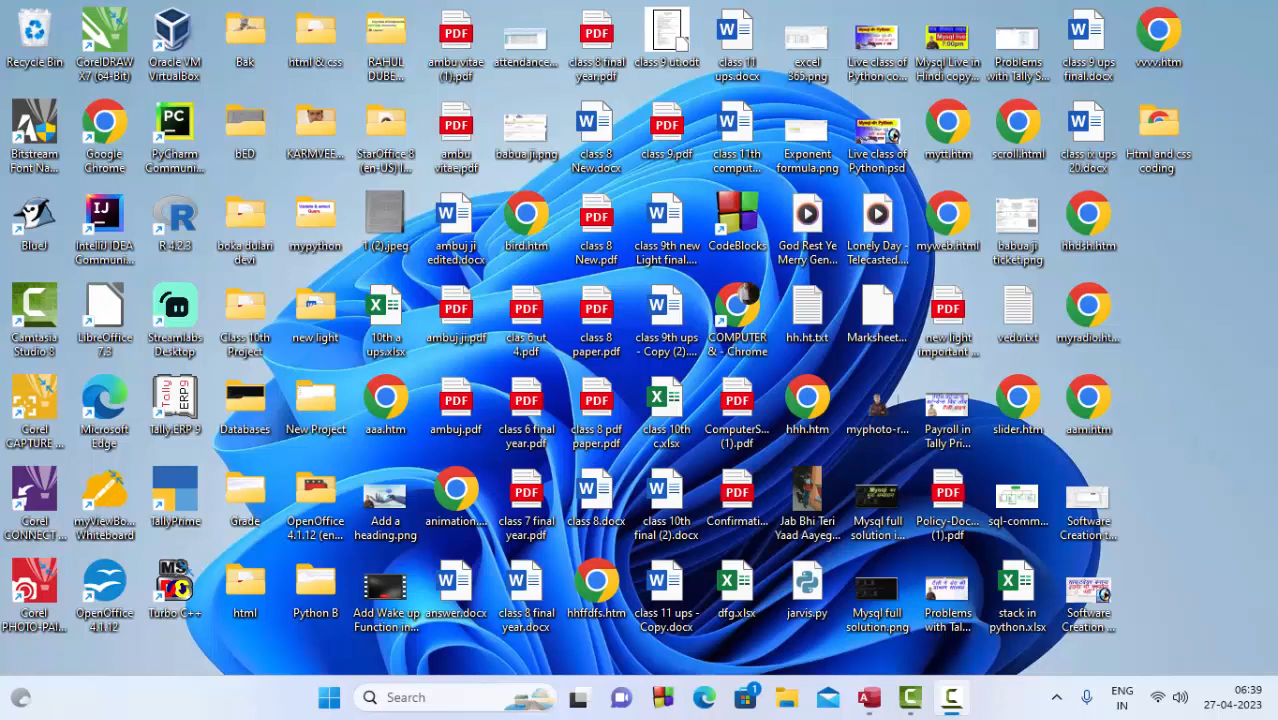 Recycle Bin
CorelDRAW
X7 (64-Bit)
Oracle VM
VirtualBox
Bak
html & css
RAHUL
DUBE...
ambu vitae
(1).pdf
attendance...
class 8 final
year.pdf
class 9 ut.odt
class 11
ups.docx
excel
365.png
Live class of
Python co...
Mysql Live in
Hindi copy...
Problems
with Tally S...
class 9 ups
final.docx
vvvv.htm
Bitstream
Font Na...
Google
Chrome
PyCharm
Communi...
bED
KARMVEE...
StarOffice 8
(en-US) I...
ambu
vitae.pdf
babua ji.png
class 8
New.docx
class 9.pdf
class 11th
comput...
Exponent
formula.png
Live class of
Python.psd
mytt.htm
scroll.html
class ix ups
20.docx
Html and css
coding
BlueJ
IntelliJ IDEA
Communi...
R 4.2.3
boka dulari
devi
mypython
1 (2).jpeg
ambuj ji
edited.docx
bird.htm
class 8
New.pdf
class 9th new
Light final....
CodeBlocks
God Rest Ye
Merry Gen...
Lonely Day -
Telecasted....
myweb.html
babua ji
ticket.png
hhdsh.htm
Camtasia
Studio 8
LibreOffice
7.3
Streamlabs
Desktop
Class 10th
Project
new light
10th a
ups.xlsx
ambuj ji.pdf
clas 6 ut
4.pdf
class 8
paper.pdf
class 9th ups
- Copy (2)....
COMPUTER
& - Chrome
hh.ht.txt
Marksheet...
new light
important ...
vedu.txt
myradio.ht...
Corel
CAPTURE ...
Microsoft
Edge
Tally.ERP 9
Databases
New Project
aaa.htm
ambuj.pdf
class 6 final
year.pdf
class 8 pdf
paper.pdf
class 10th
c.xlsx
ComputerS...
(1).pdf
hhh.htm
myphoto-r...
Payroll in
Tally Pri...
slider.htm
aami.htm
Corel
CONNECT ...
myViewBo...
Whiteboard
TallyPrime
Grade
OpenOffice
4.1.12 (en...
Add a
heading.png
animation....
class 7 final
year.pdf
class 8.docx
class 10th
final (2).docx
Confirmati...
Jab Bhi Teri
Yaad Aayeg...
Mysql full
solution i...
Policy-Doc...
(1).pdf
sql-comm...
Software
Creation t...
Corel
PHOTO-PAI...
OpenOffice
4.1.12
Turbo C++
html
Python B
Add Wake up
Function in...
answer.docx
class 8 final
year.docx
hhffdfs.htm
class 11 ups -
Copy.docx
dfg.xlsx
jarvis.py
Mysql full
solution.png
Problems
with Tal...
stack in
python.xlsx
Software
Creation ...
Search
1
ENG
IN
06:39
27-04-2023